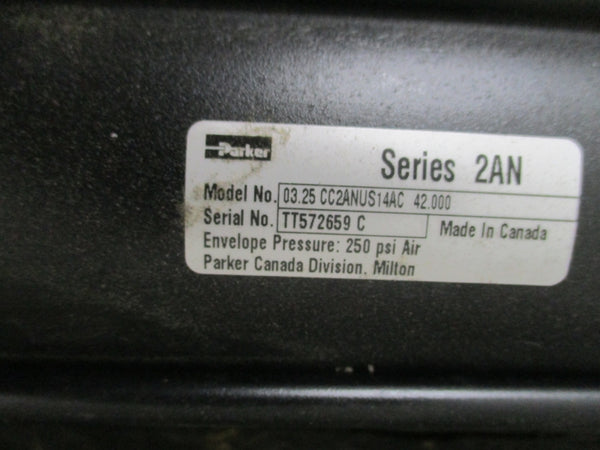 Parker
Series 2AN
Model No. 03.25 CC2ANUS14AC 42.000
Serial No. TT572659 C Made In Canada
Envelope Pressure: 250 psi Air
Parker Canada Division, Milton